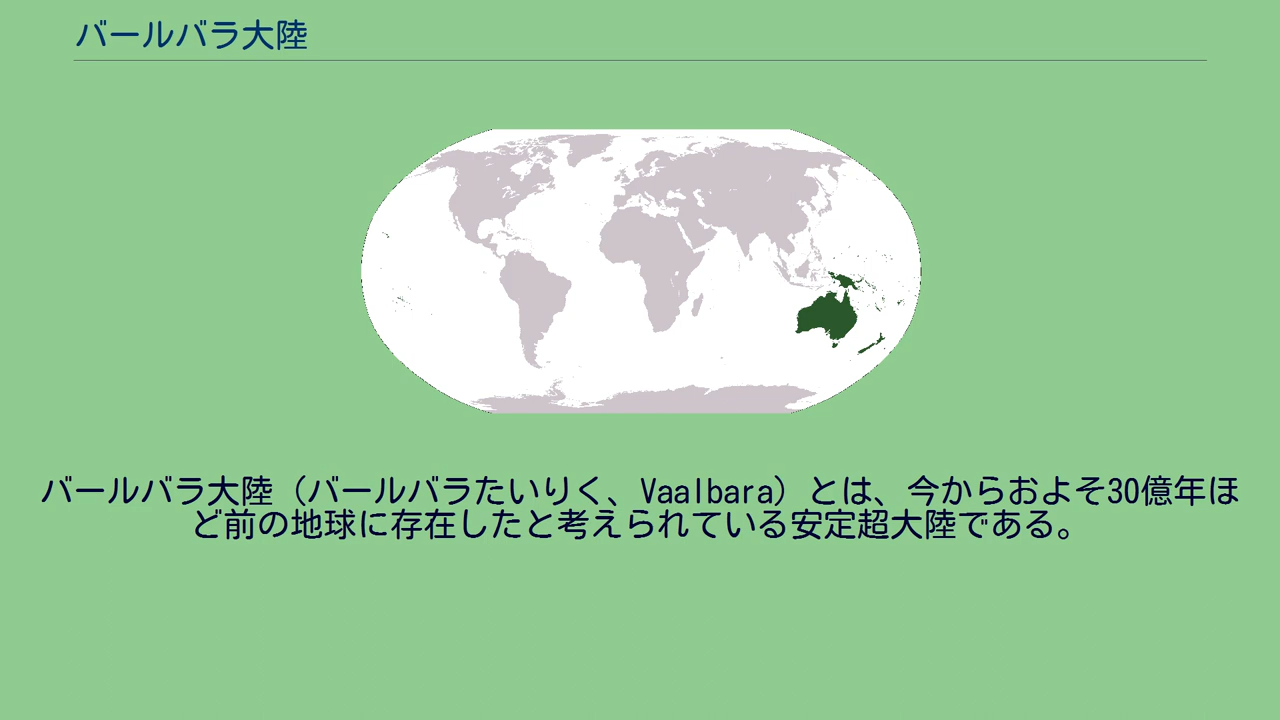 バールバラ大陸
バールバラ大陸（バールバラたいりく、Vaalbara）とは、今からおよそ30億年ほ
ど前の地球に存在したと考えられている安定超大陸である。